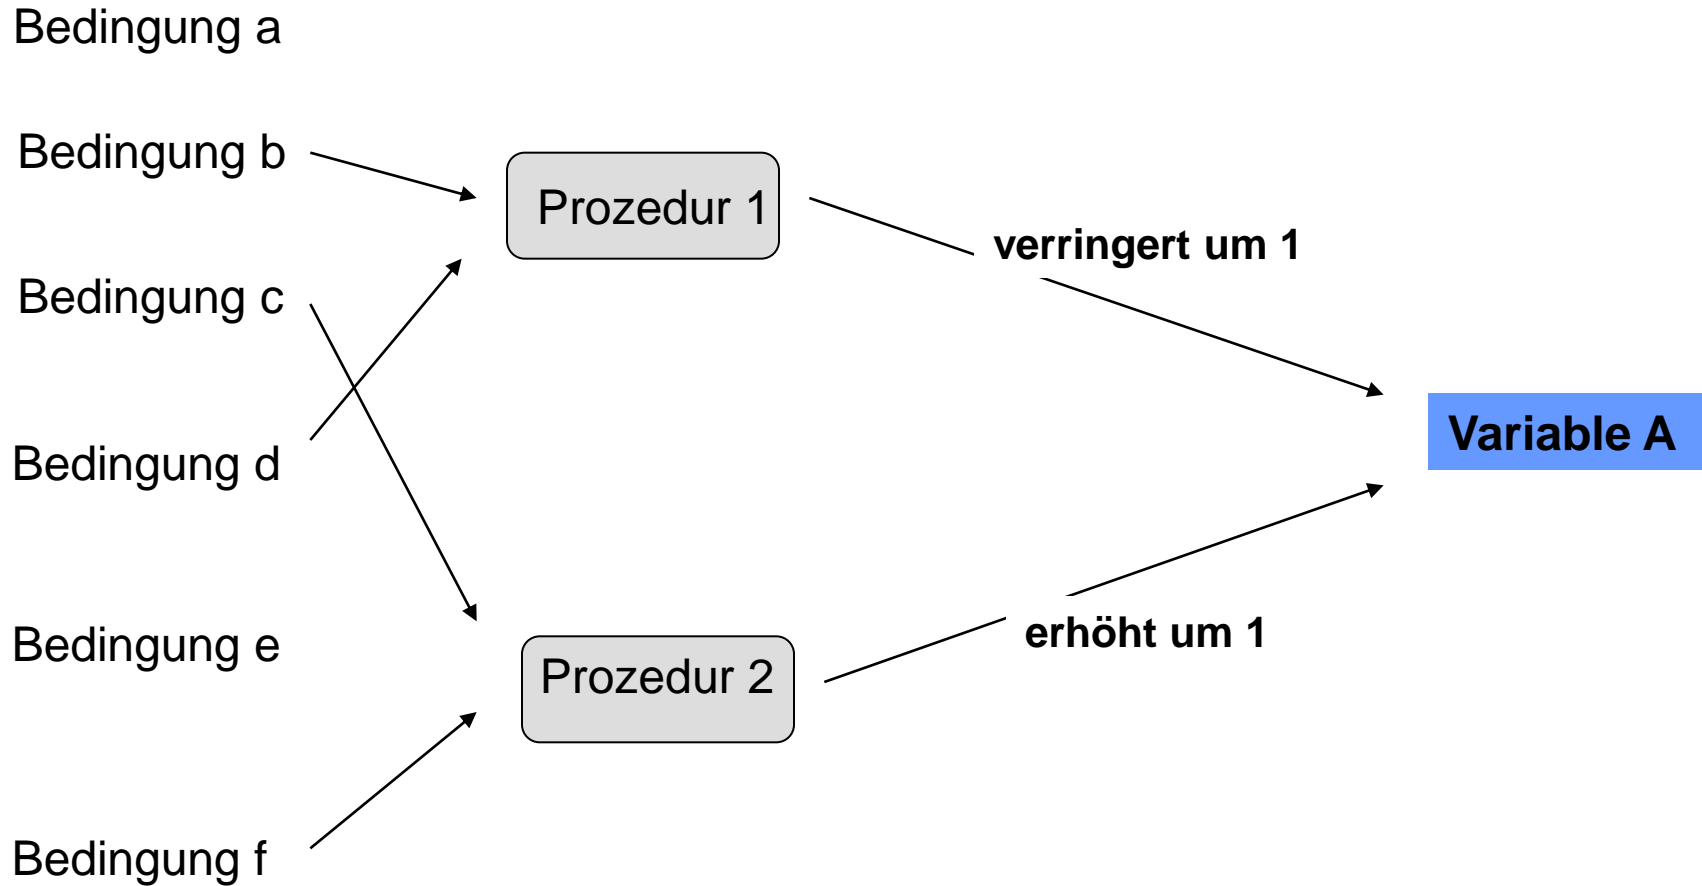 Bedingung a
Bedingung b
Prozedur 1
verringert um 1
Bedingung c
Variable A
Bedingung d
Bedingung e
erhöht um 1
Prozedur 2
Bedingung f